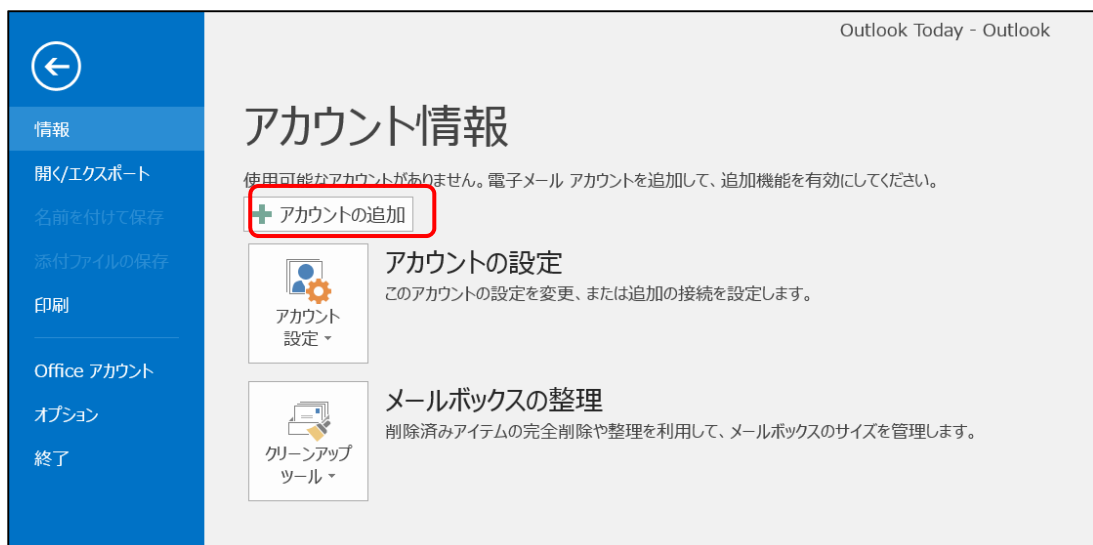 Outlook Today - Outlook
情報
開く/エクスポート
名前を付けて保存
添付ファイルの保存
印刷
Office アカウント
オプション
終了
アカウント情報
使用可能なアカウントがありません。電子メール アカウントを追加して、追加機能を有効にしてください。
アカウントの追加
アカウント
設定
アカウントの設定
このアカウントの設定を変更、または追加の接続を設定します。
クリーンアップ
ツール
メールボックスの整理
削除済みアイテムの完全削除や整理を利用して、メールボックスのサイズを管理します。